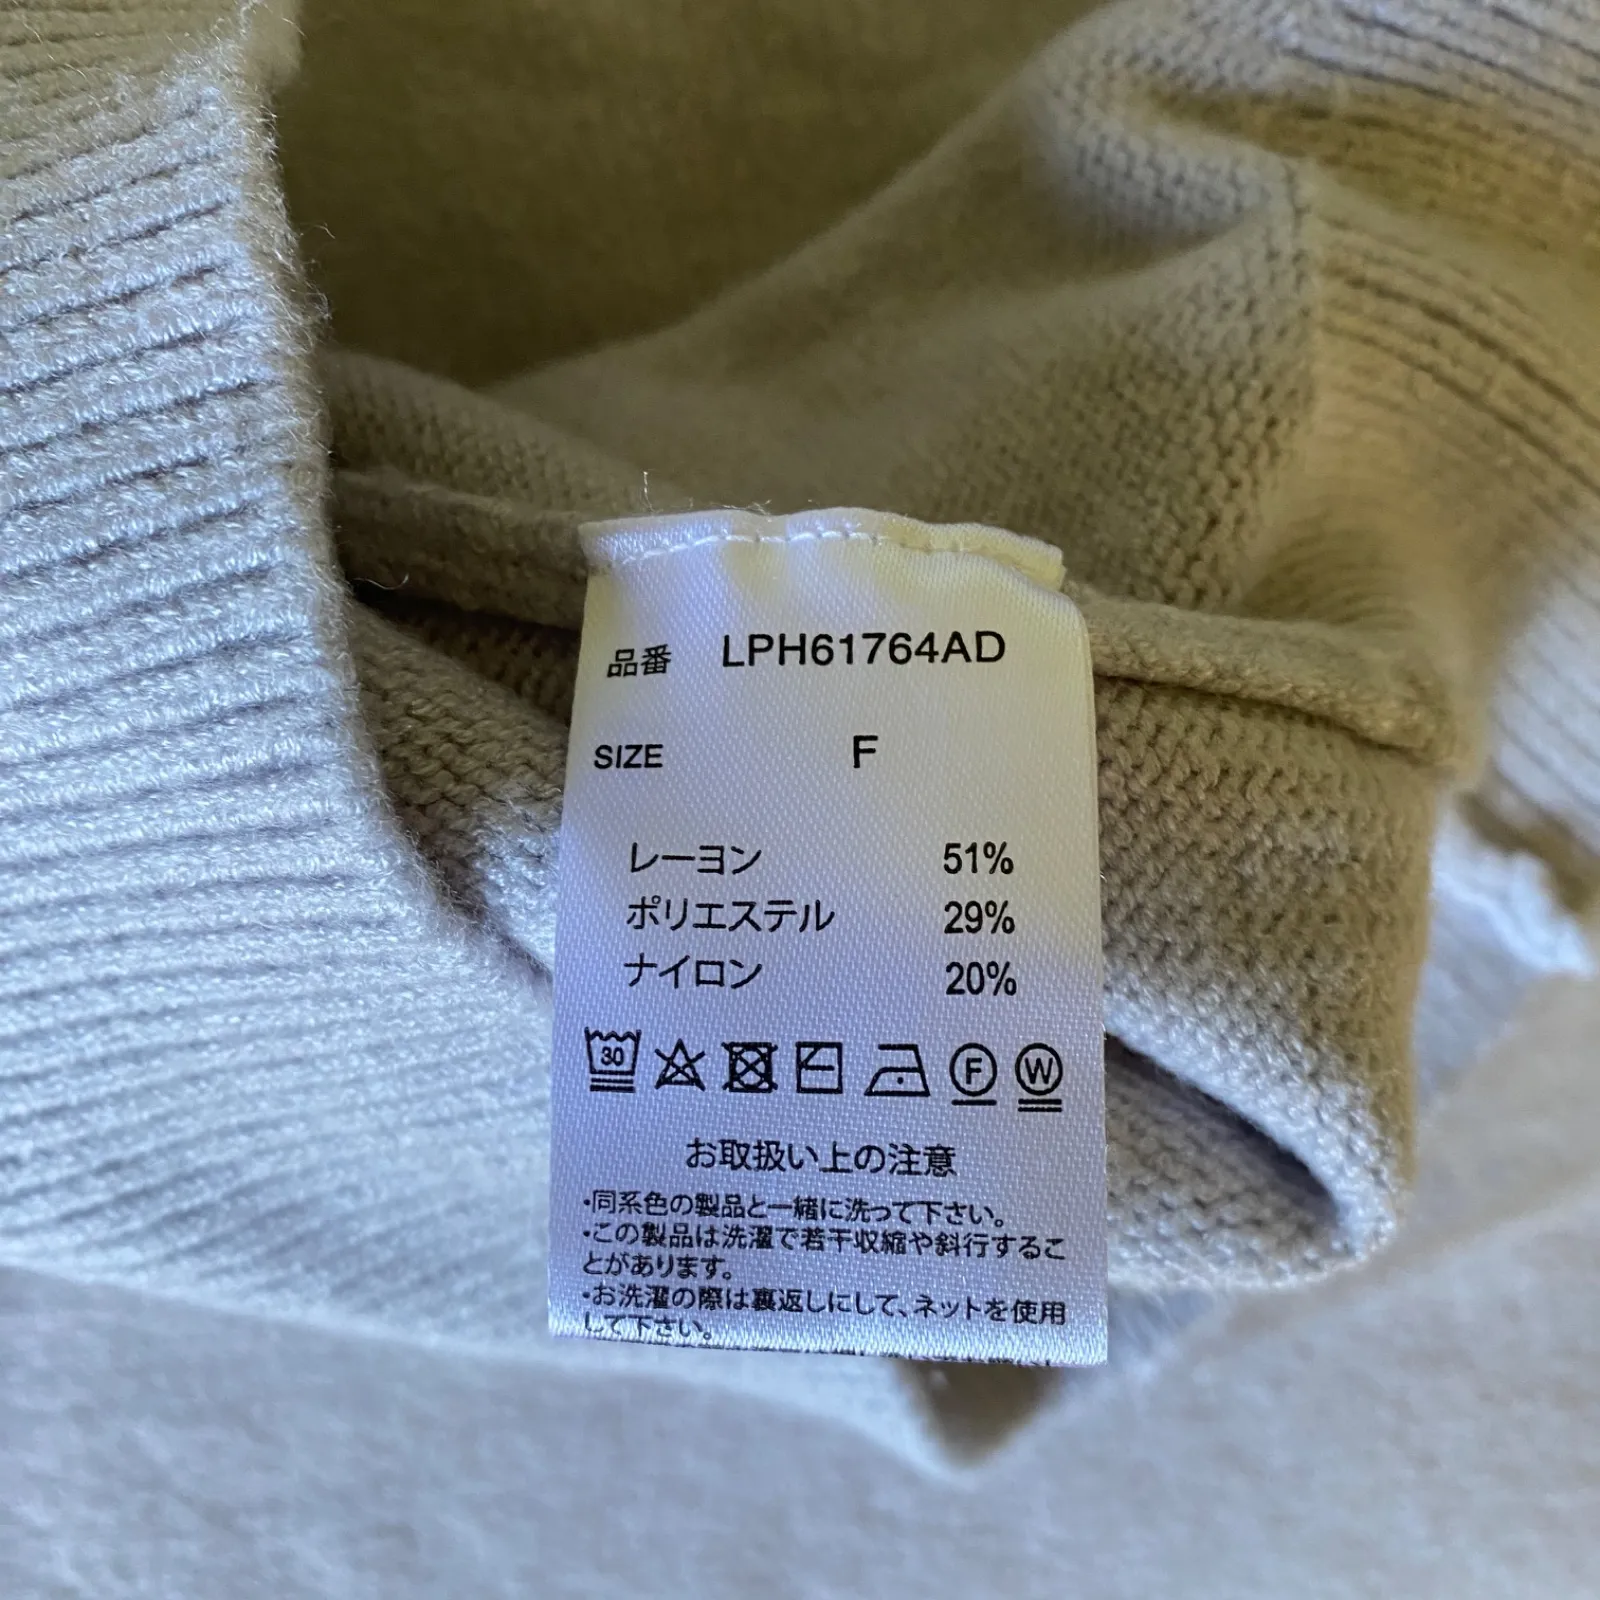 品番 LPH61764AD
SIZE F
レーヨン 51%
ポリエステル 29%
ナイロン 20%
30 F W
お取扱い上の注意
・同系色の製品と一緒に洗って下さい。
・この製品は洗濯で若干収縮や斜行するこ
とがあります。
・お洗濯の際は裏返しにして、ネットを使用
して下さい。